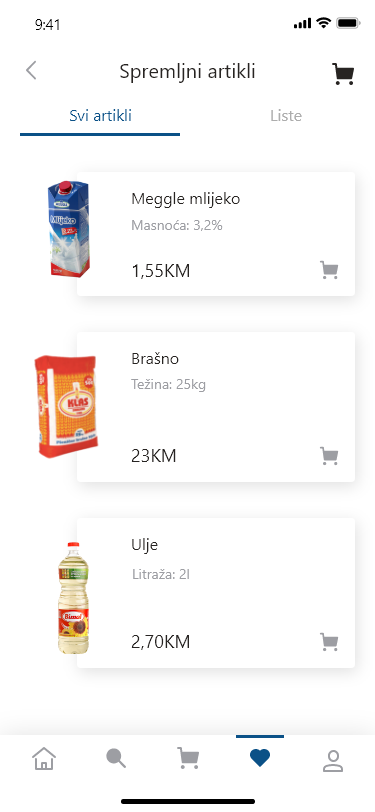 9:41
Spremljni artikli
Svi artikli
Liste
Meggle mlijeko
Masnoća: 3,2%
1,55KM
Mlijeko
Brašno
Težina: 25kg
KLAS
23KM
Ulje
Litraža: 2l
Bimal
2,70KM